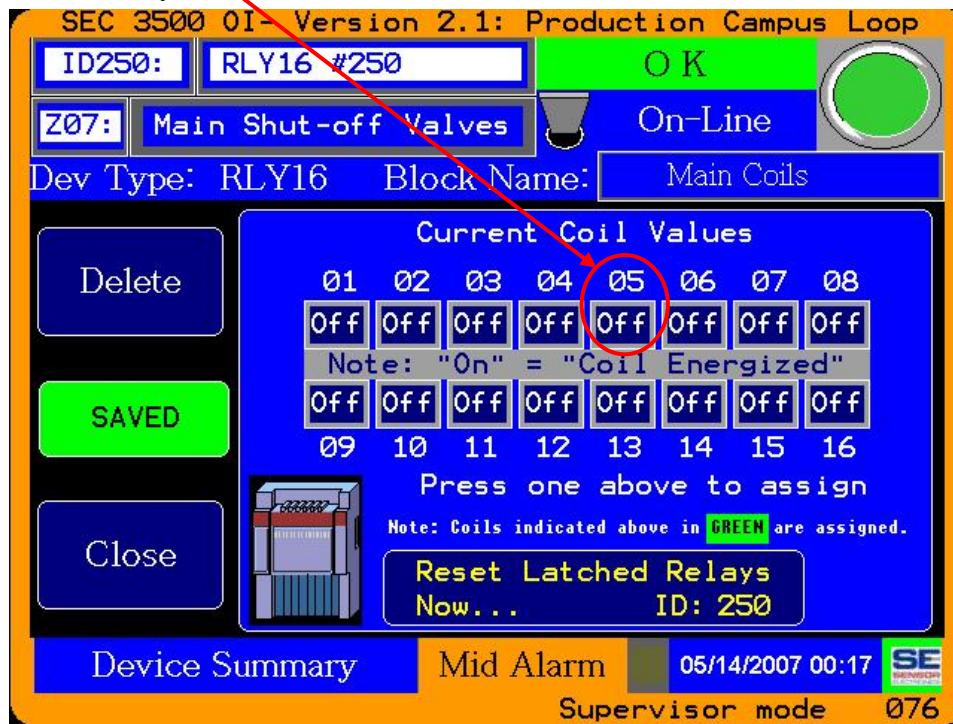 SEC 3500 OI- Version 2.1: Production Campus Loop
ID250: RLY16 #250 OK
Z07: Main Shut-off Valves On-Line
Dev Type: RLY16 Block Name: Main Coils
Current Coil Values
Delete
01 02 03 04 05 06 07 08
Off Off Off Off Off Off Off Off
Note: "On" = "Coil Energized"
SAVED
Off Off Off Off Off Off Off Off
09 10 11 12 13 14 15 16
Press one above to assign
Note: Coils indicated above in GREEN are assigned.
Close
Reset Latched Relays
Now... ID: 250
Device Summary Mid Alarm 05/14/2007 00:17 SE
Supervisor mode 076